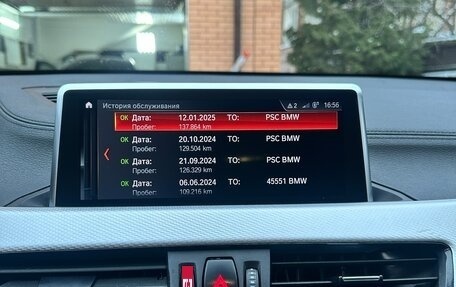 История обслуживания 2 16:56
OK Дата: 12.01.2025 ТО: PSC BMW
Пробег: 137.864 km
OK Дата: 20.10.2024 ТО: PSC BMW
Пробег: 129.504 km
OK Дата: 21.09.2024 ТО: PSC BMW
Пробег: 126.329 km
OK Дата: 06.06.2024 ТО: 45551 BMW
Пробег: 109.216 km